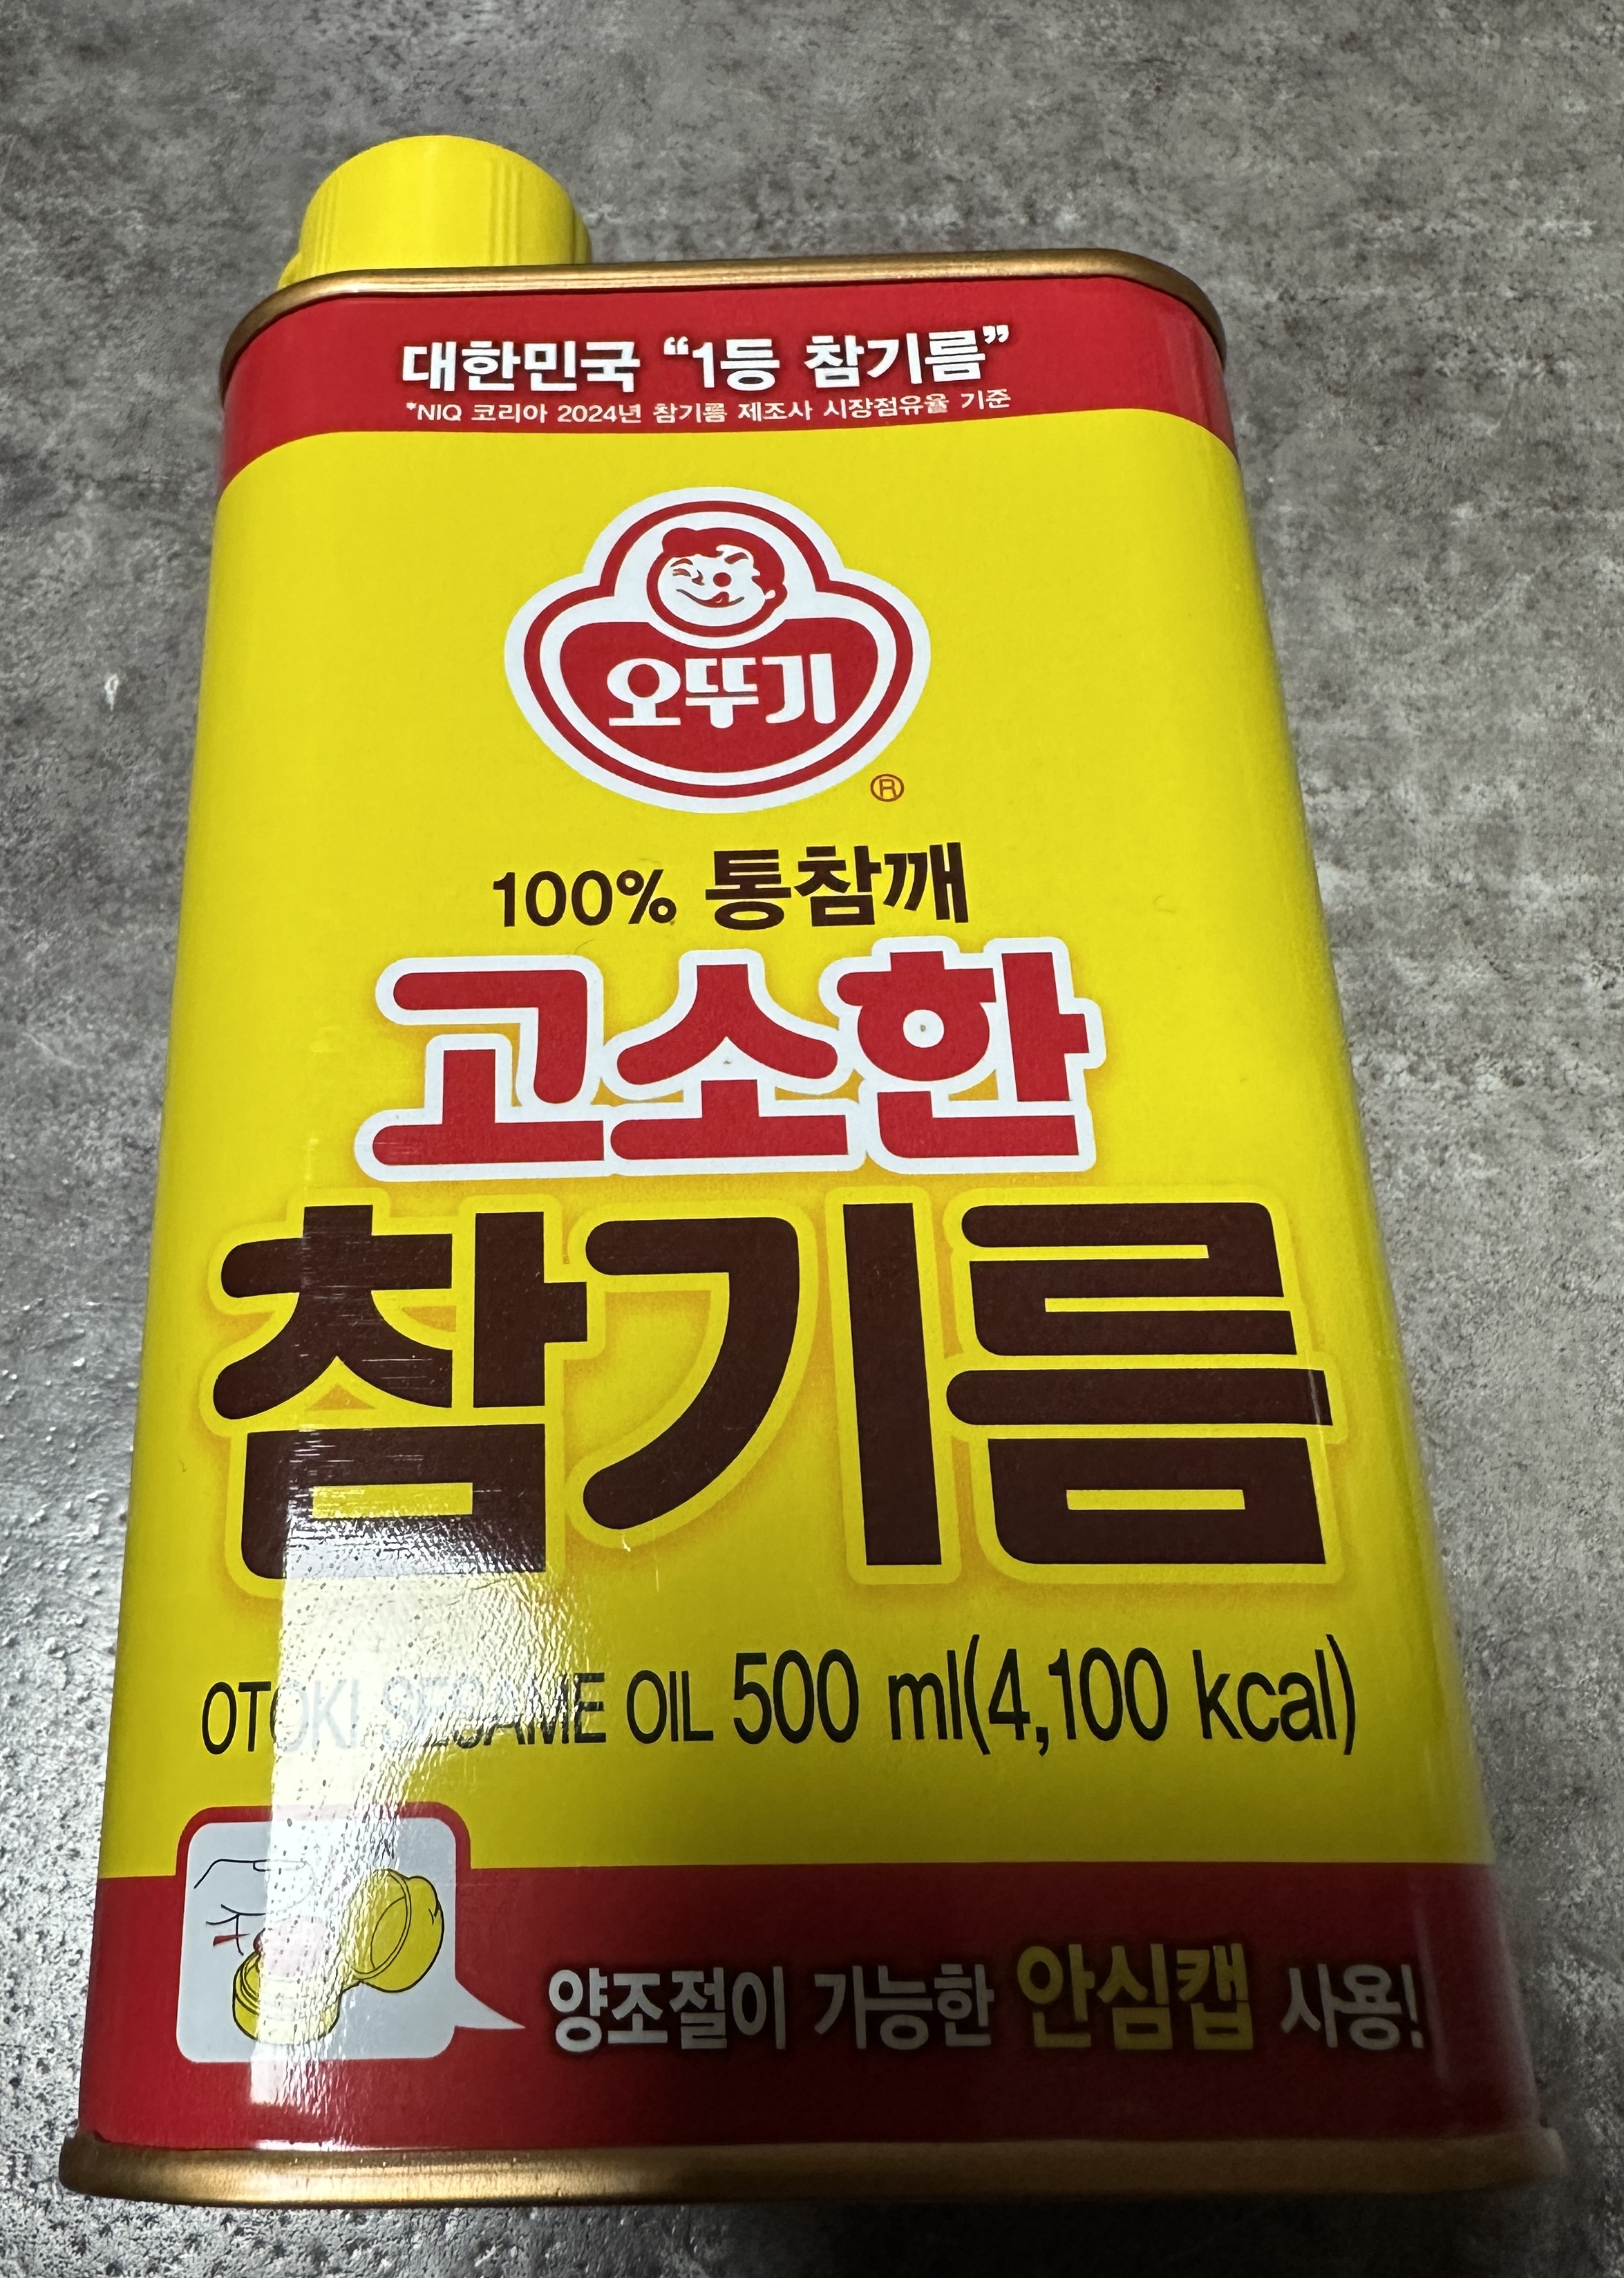 대한민국 “1등 참기름”
*NIQ 코리아 2024년 참기름 제조사 시장점유율 기준
오뚜기
®
100% 통참깨
고소한
참기름
OTOKI SESAME OIL 500 ml(4,100 kcal)
양조절이 가능한 안심캡 사용!